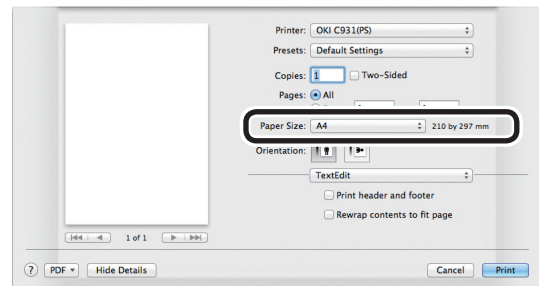 Printer: OKI C931(PS)
Presets: Default Settings
Copies: 1 Two-Sided
Pages: All
Paper Size: A4 210 by 297 mm
Orientation:
TextEdit
Print header and footer
Rewrap contents to fit page
1 of 1
? PDF Hide Details Cancel Print